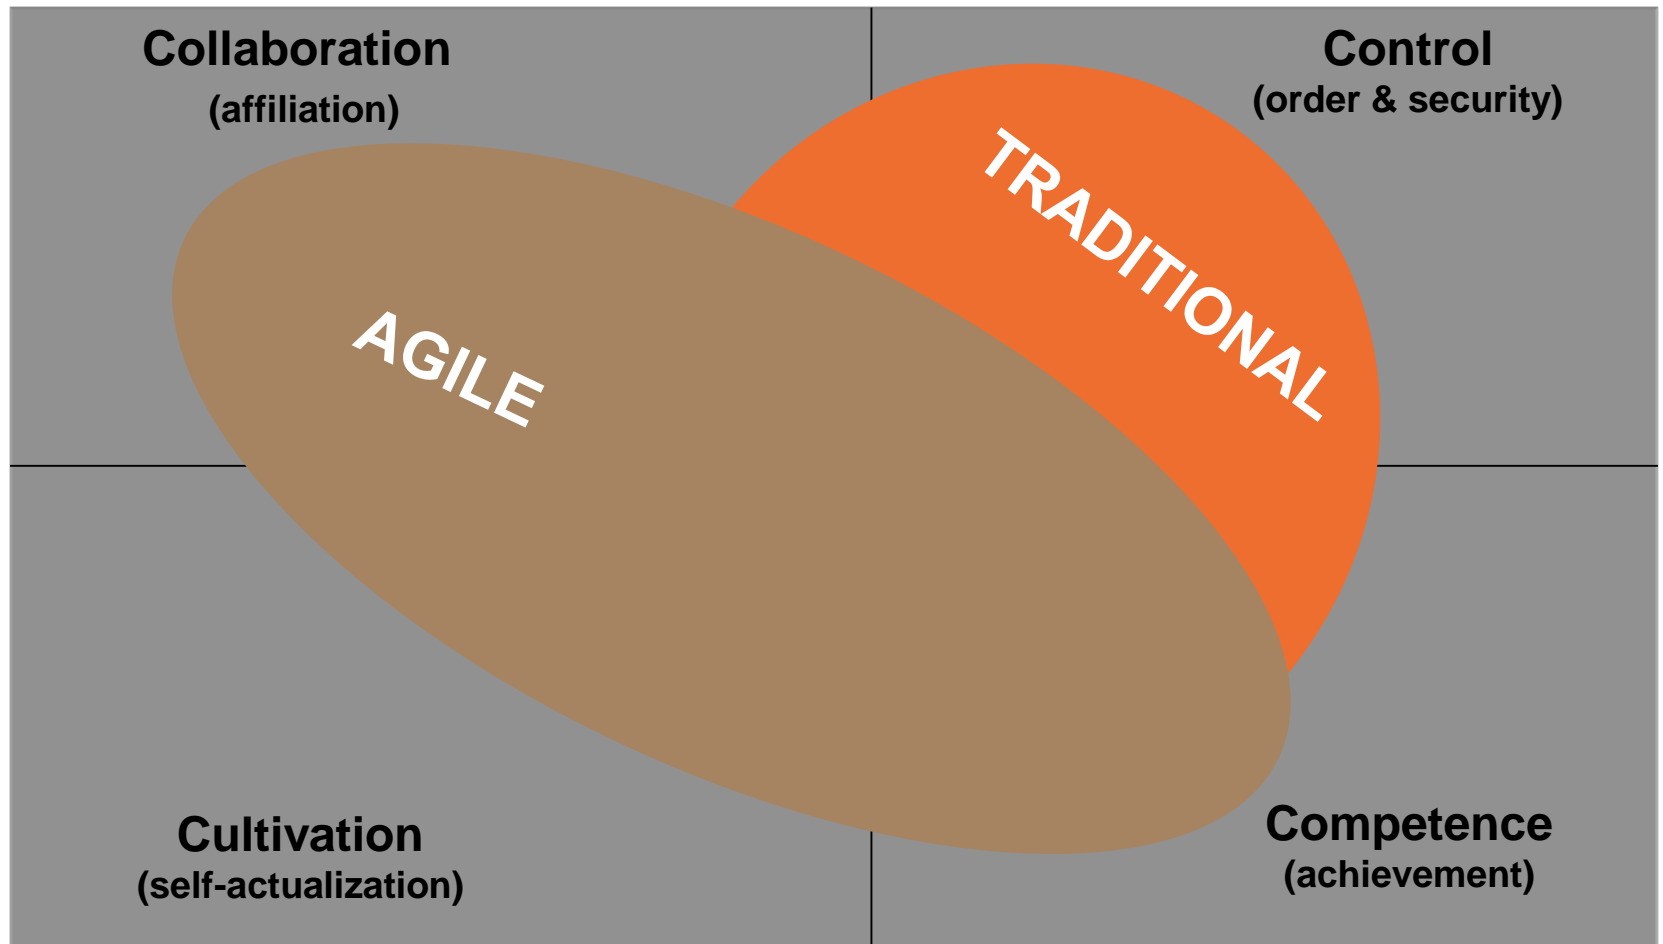 Collaboration
(affiliation)
Control
(order & security)
TRADITIONAL
AGILE
Cultivation
(self-actualization)
Competence
(achievement)